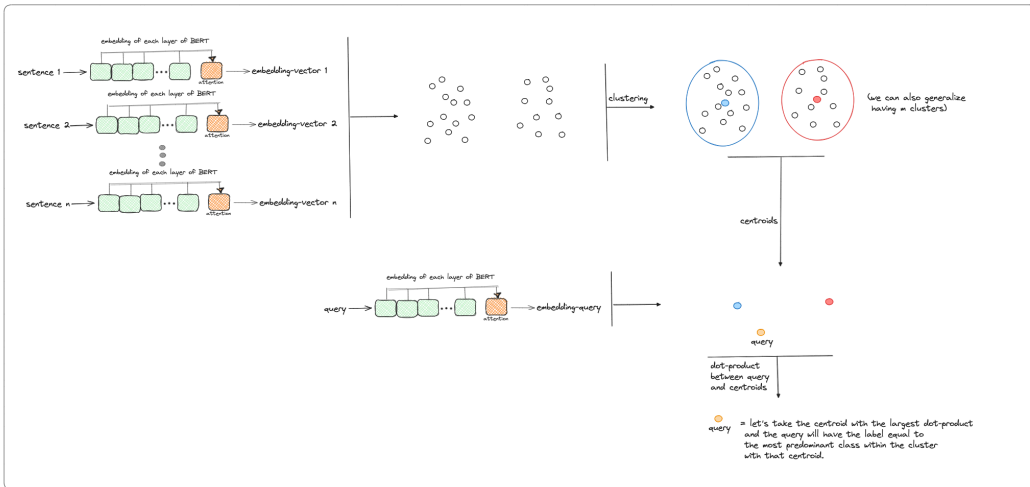 embedding of each layer of BERT
sentence 1
embedding-vector 1
attention
embedding of each layer of BERT
sentence 2
embedding-vector 2
attention
embedding of each layer of BERT
sentence n
embedding-vector n
attention
clustering
(we can also generalize
having m clusters)
centroids
embedding of each layer of BERT
query
embedding-query
attention
query
dot-product
between query
and centroids
query
= let's take the centroid with the largest dot-product
and the query will have the label equal to
the most predominant class within the cluster
with that centroid.